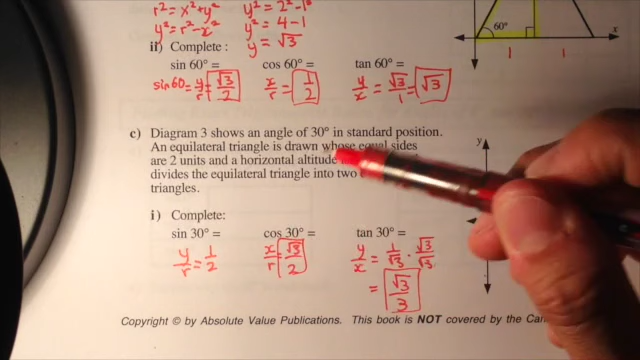 r² = x² + y² y² = 2² - 1²
y² = r² - x² y² = 4 - 1
ii) Complete : y = √3
60°
x
1 1
sin 60° = cos 60° = tan 60° =
sin 60 = y/r = √3/2 x/r = 1/2 y/x = √3/1 = √3
c) Diagram 3 shows an angle of 30° in standard position.
An equilateral triangle is drawn whose equal sides
are 2 units and a horizontal altitude
divides the equilateral triangle into two
triangles.
y
i) Complete:
sin 30° = cos 30° = tan 30° =
y/r = 1/2 x/r = √3/2 y/x = 1/√3 · √3/√3
= √3/3
Copyright © by Absolute Value Publications. This book is NOT covered by the